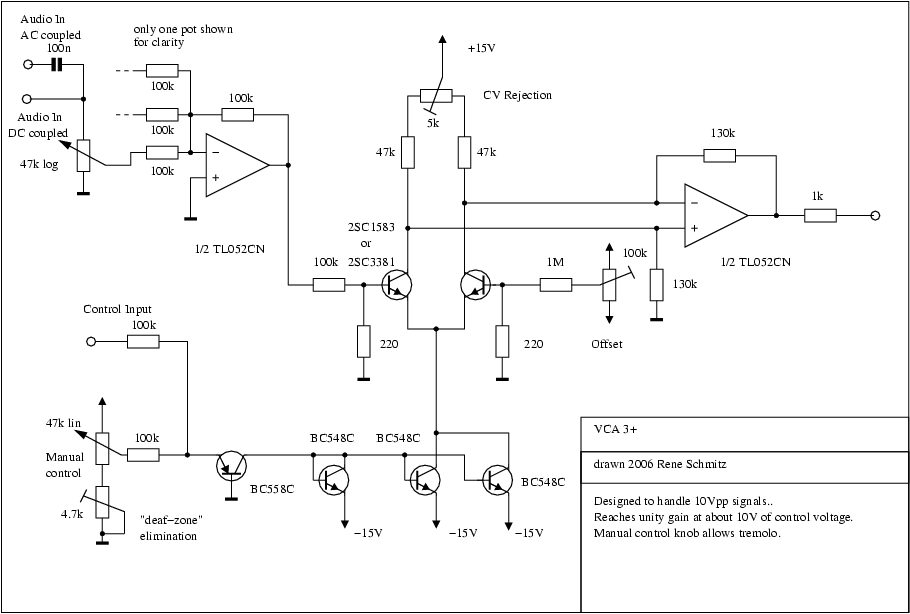 Audio In
AC coupled
100n
only one pot shown
for clarity
+15V
100k
100k
CV Rejection
5k
Audio In
DC coupled
100k
47k log
100k
−
+
47k
47k
130k
−
+
1k
1/2 TL052CN
2SC1583
or
2SC3381
100k
1M
100k
1/2 TL052CN
130k
220
220
Offset
Control Input
100k
47k lin
100k
Manual
control
BC558C
BC548C
BC548C
BC548C
4.7k
"deaf−zone"
elimination
−15V
−15V
−15V
VCA 3+
drawn 2006 Rene Schmitz
Designed to handle 10Vpp signals..
Reaches unity gain at about 10V of control voltage.
Manual control knob allows tremolo.